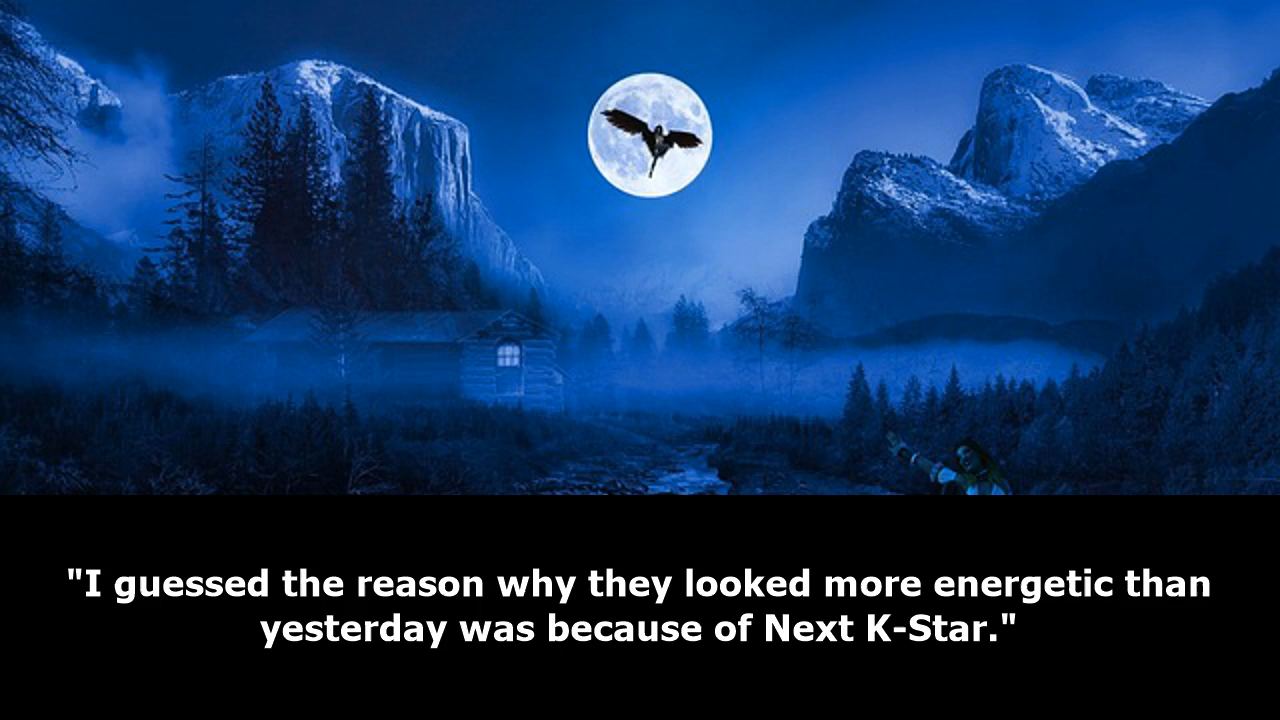 "I guessed the reason why they looked more energetic than
yesterday was because of Next K-Star."